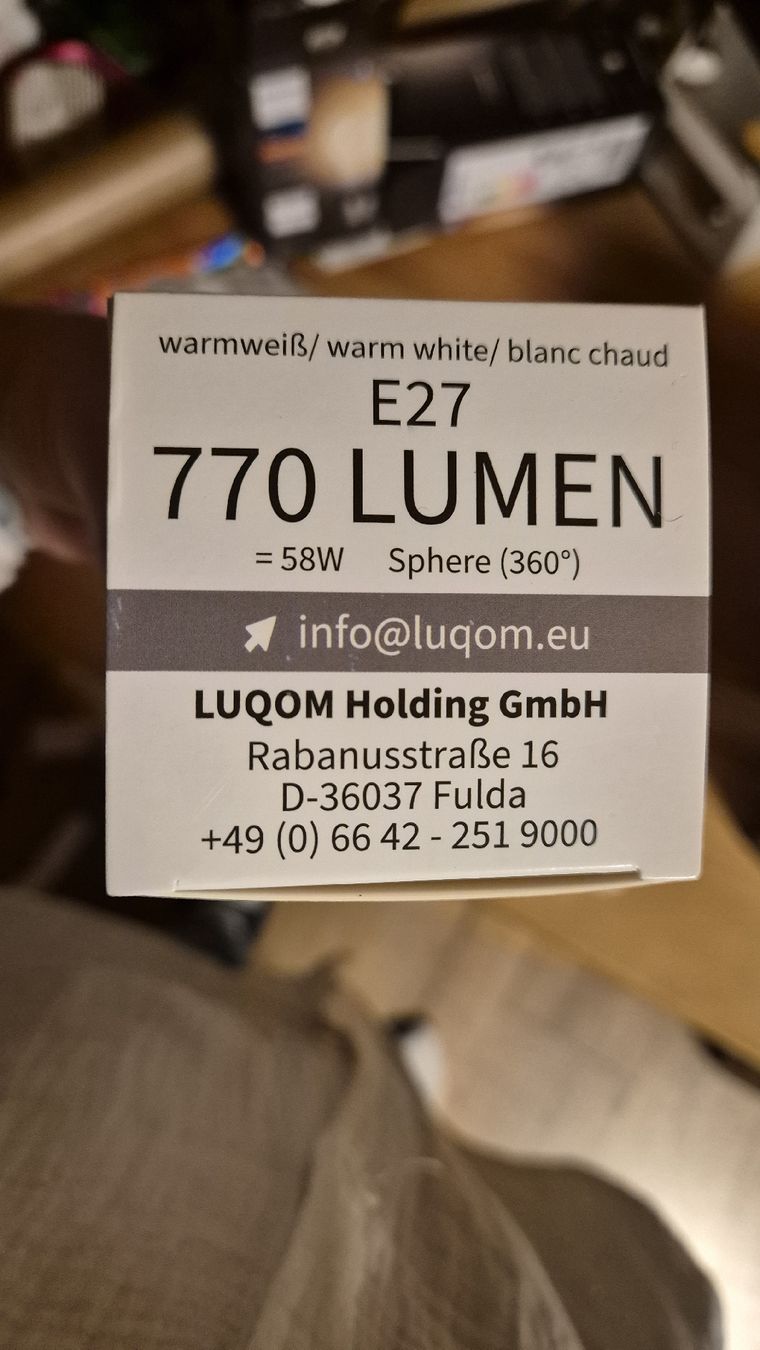 warmweiß/ warm white/ blanc chaud
E27
770 LUMEN
= 58W Sphere (360°)
info@luqom.eu
LUQOM Holding GmbH
Rabanusstraße 16
D-36037 Fulda
+49 (0) 66 42 - 251 9000